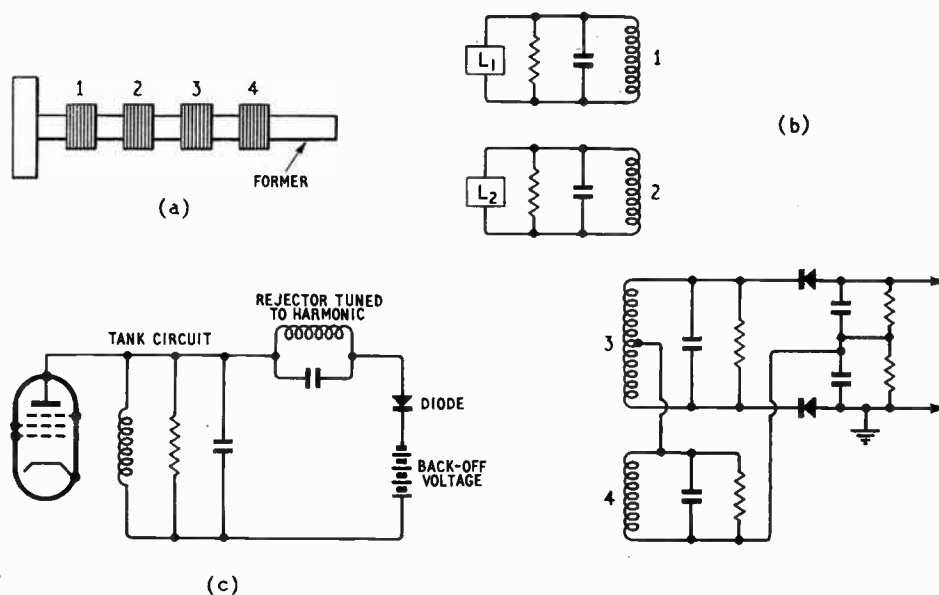 1 2 3 4
FORMER
(a)
L1
1
L2
2
(b)
TANK CIRCUIT
REJECTOR TUNED
TO HARMONIC
DIODE
BACK-OFF
VOLTAGE
(c)
3
4